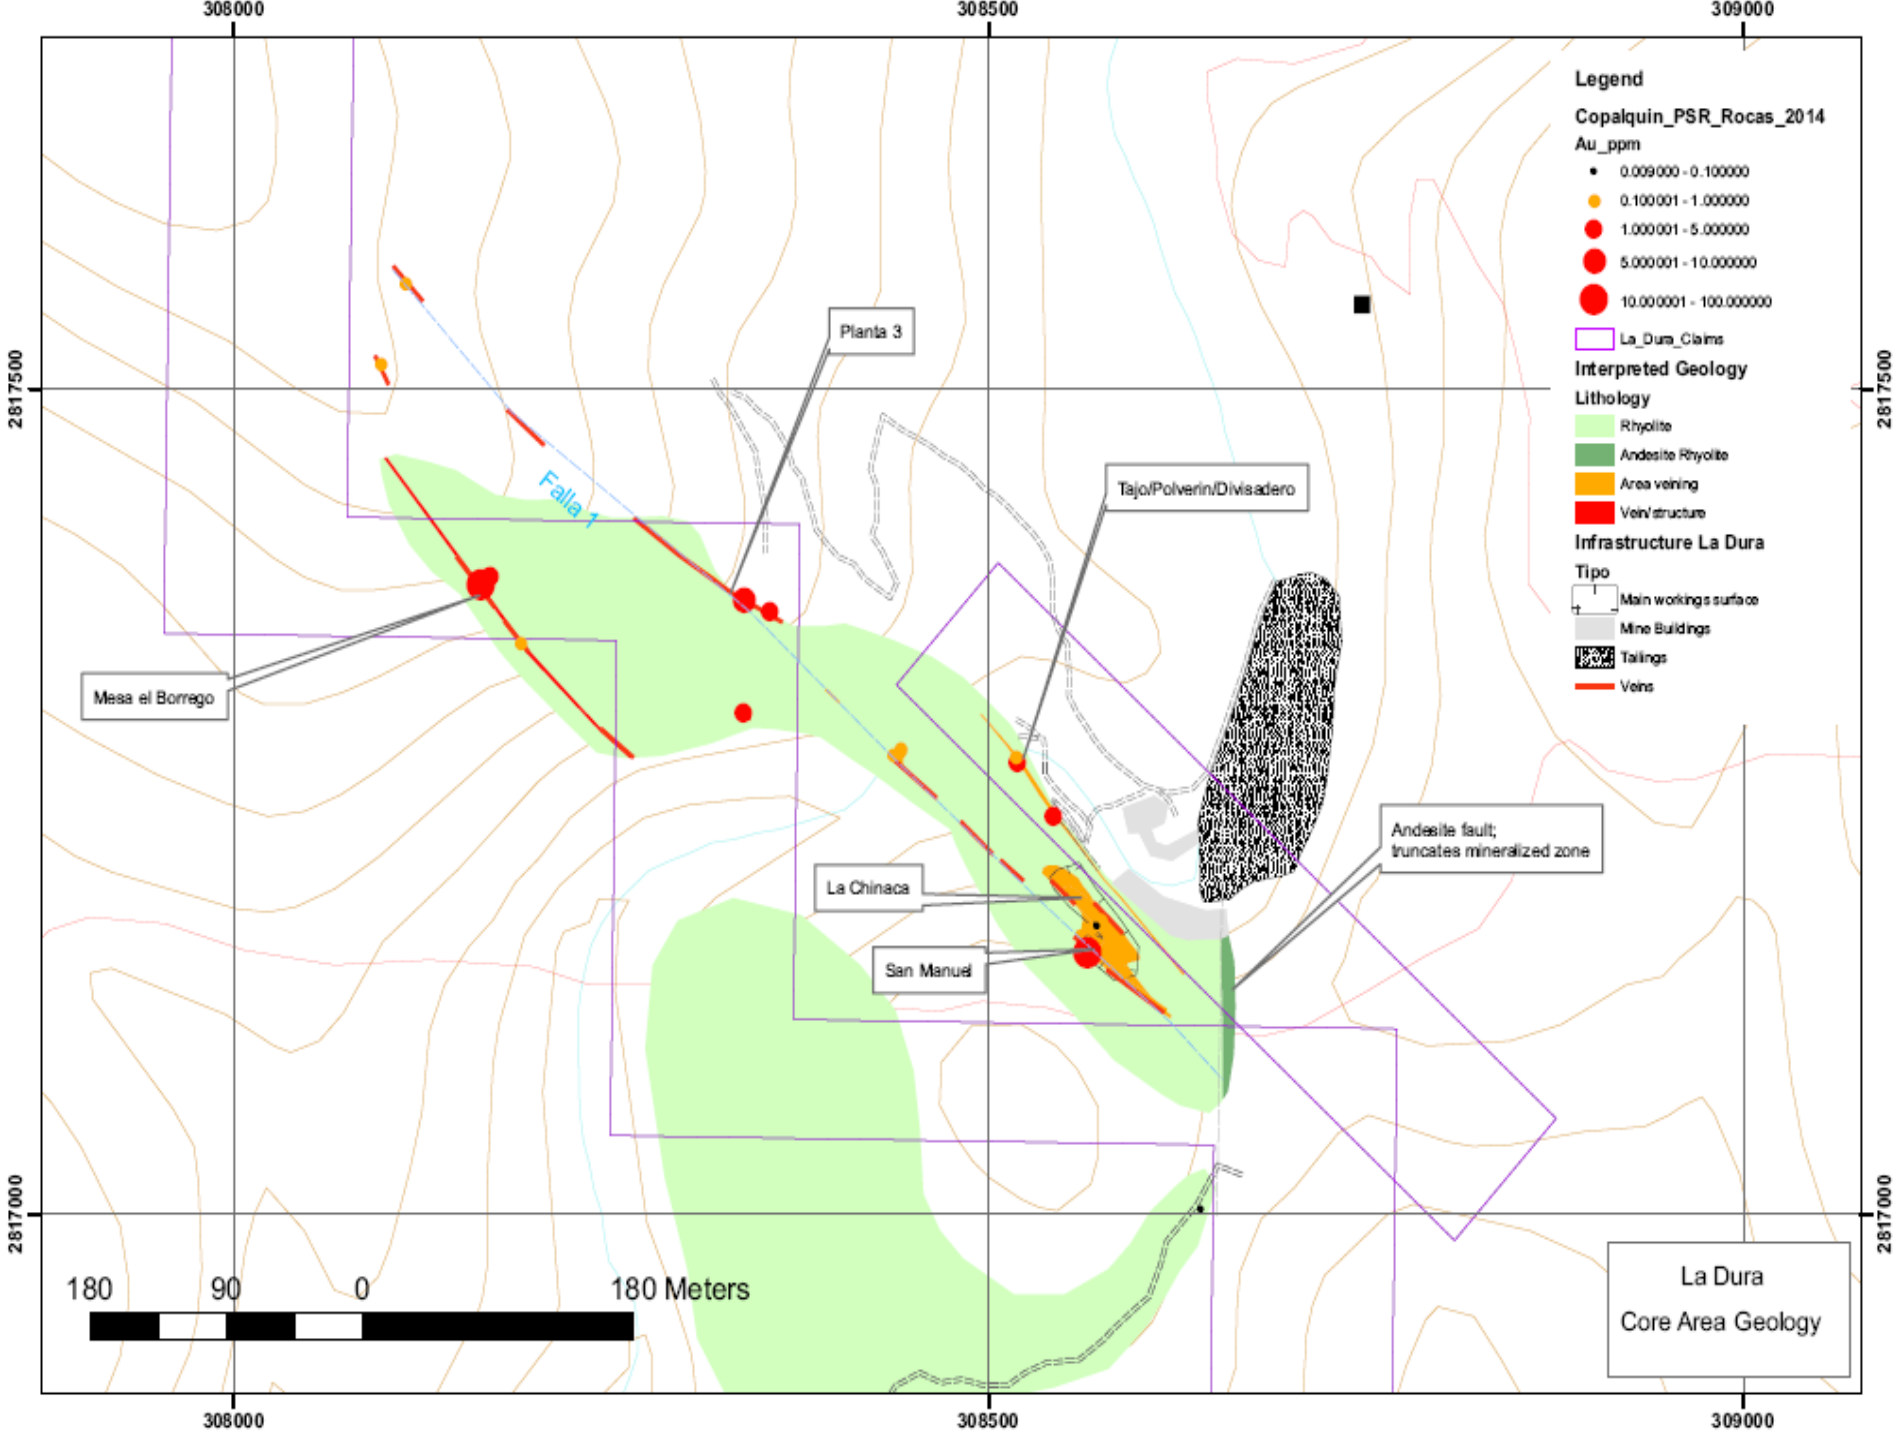 308000
308500
309000
Legend
Copalquin_PSR_Rocas_2014
Au_ppm
0.009000 - 0.100000
0.100001 - 1.000000
1.000001 - 5.000000
5.000001 - 10.000000
10.000001 - 100.000000
La_Dura_Claims
Interpreted Geology
Lithology
Rhyolite
Andesite Rhyolite
Area veining
Vein/structure
Infrastructure La Dura
Tipo
Main workings surface
Mine Buildings
Tailings
Veins
2817500
2817500
Planta 3
Falla 1
Tajo/Polverin/Divisadero
Mesa el Borrego
Andesite fault;
truncates mineralized zone
La Chinaca
San Manuel
2817000
2817000
180 90 0 180 Meters
La Dura
Core Area Geology
308000
308500
309000